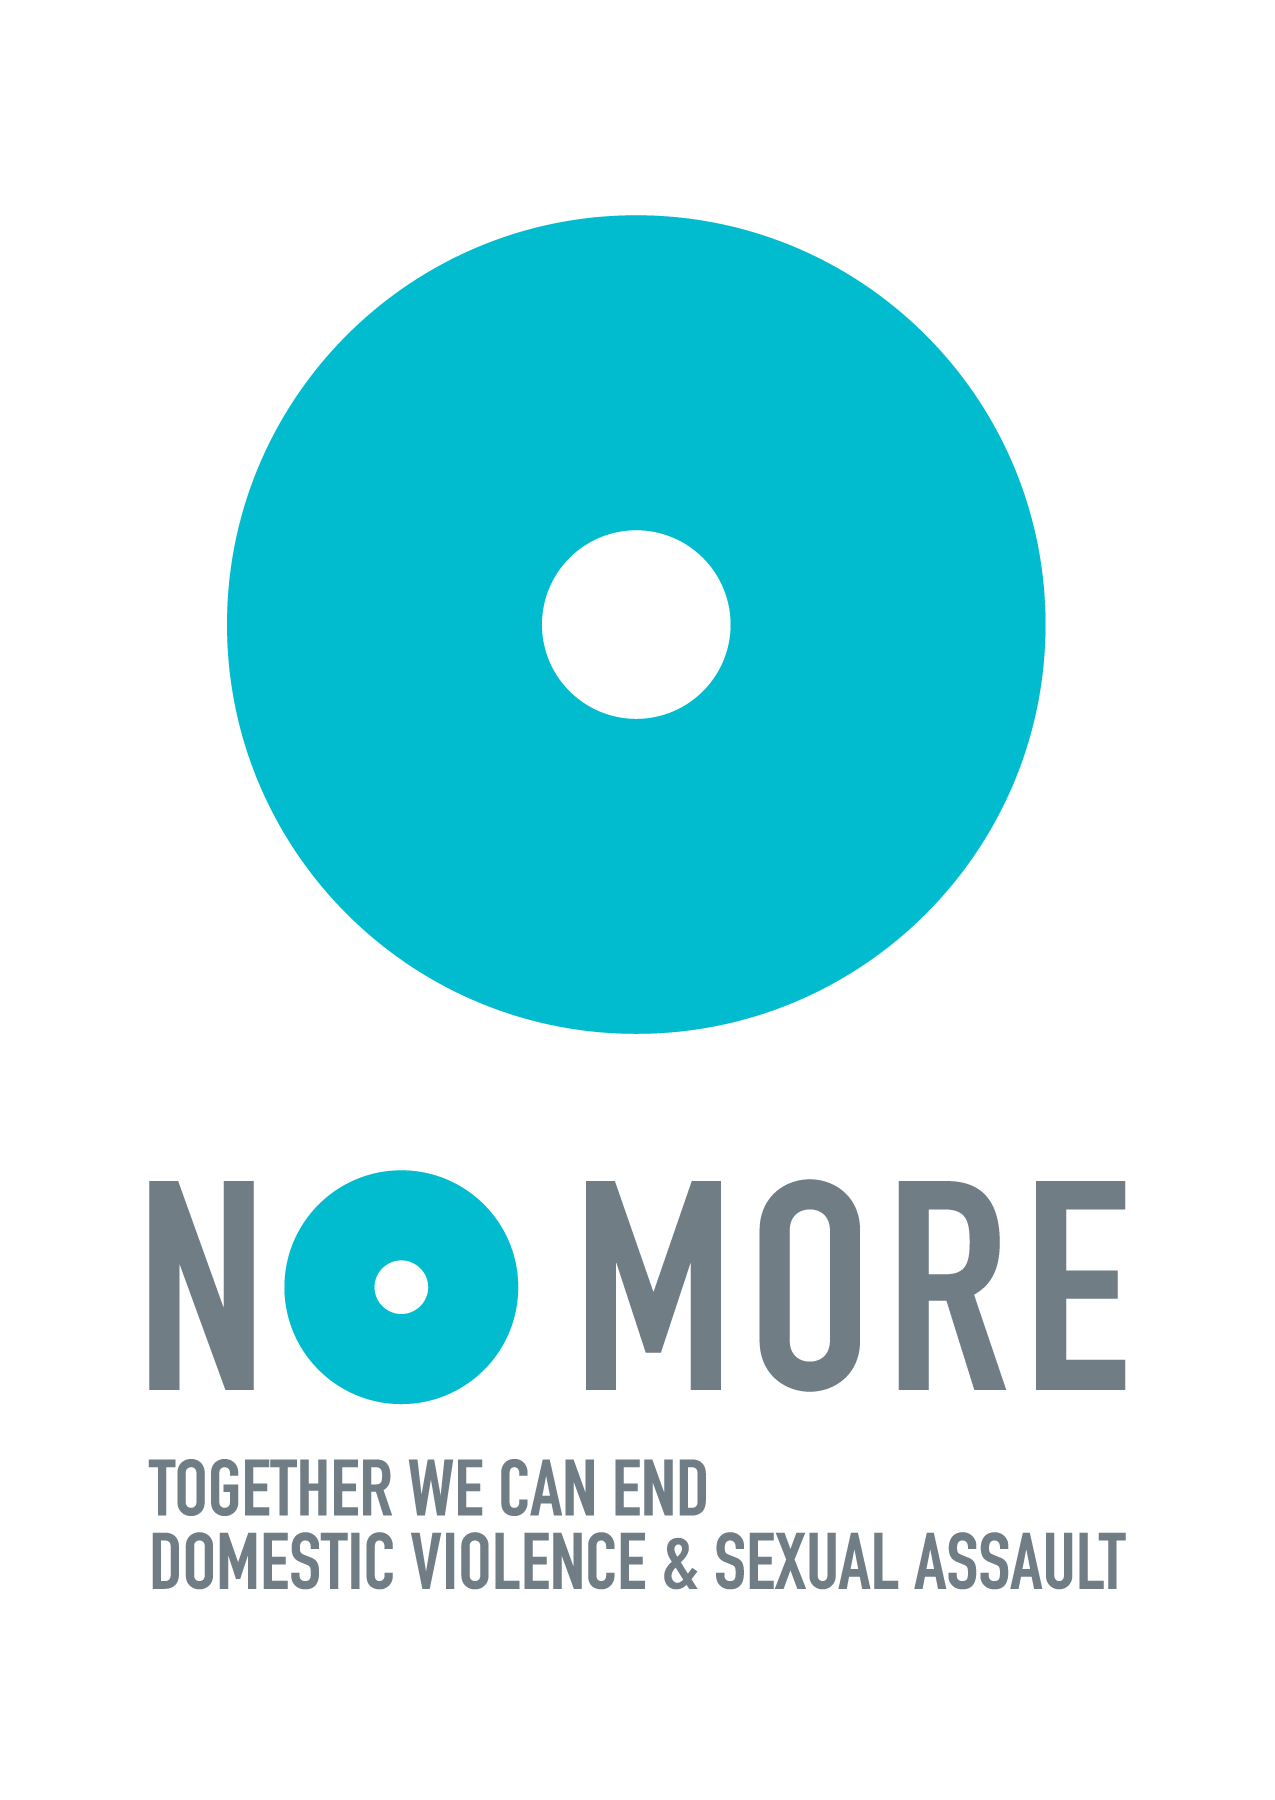 NO MORE
TOGETHER WE CAN END
DOMESTIC VIOLENCE & SEXUAL ASSAULT